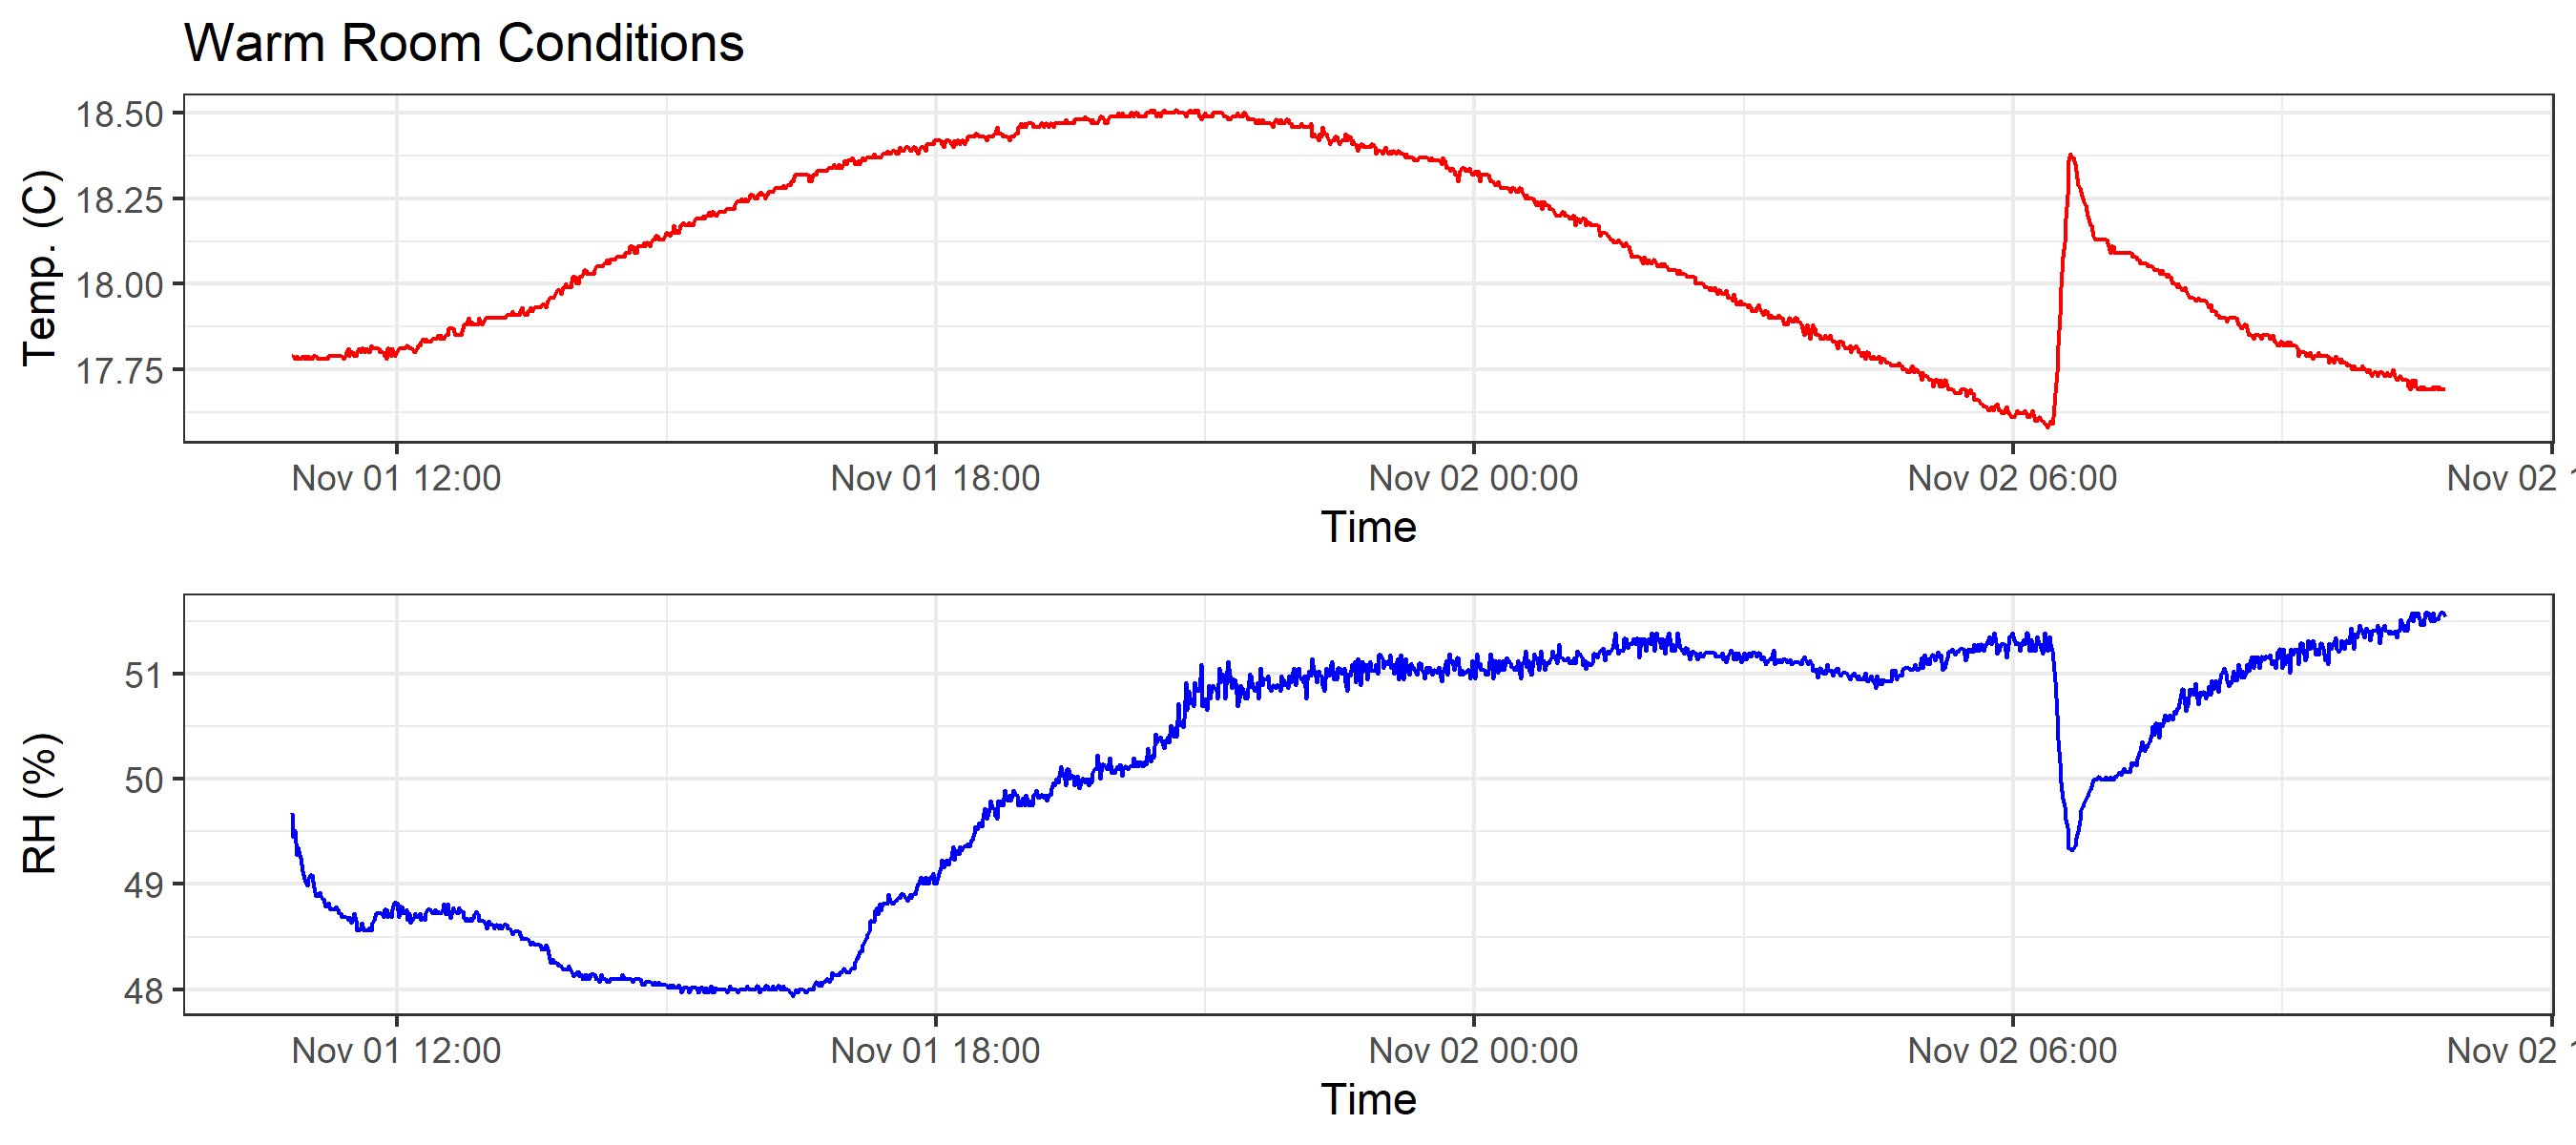 Warm Room Conditions
Temp. (C)
18.50
18.25
18.00
17.75
Nov 01 12:00 Nov 01 18:00 Nov 02 00:00 Nov 02 06:00 Nov 02 1
Time
RH (%)
51
50
49
48
Nov 01 12:00 Nov 01 18:00 Nov 02 00:00 Nov 02 06:00 Nov 02 1
Time